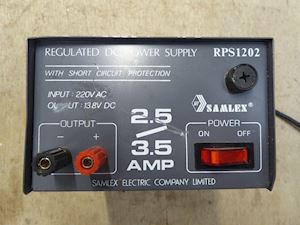 REGULATED DC POWER SUPPLY RPS1202
WITH SHORT CIRCUIT PROTECTION
INPUT : 220V AC
OUTPUT : 13.8V DC
SAMLEX®
OUTPUT
− +
2.5
3.5
AMP
POWER
ON OFF
SAMLEX ELECTRIC COMPANY LIMITED